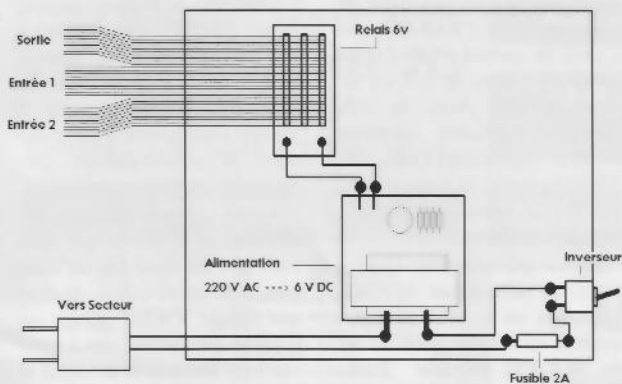 Relais 6v
Sortie
Entrée 1
Entrée 2
Alimentation
220 V AC ---> 6 V DC
Inverseur
Vers Secteur
Fusible 2A